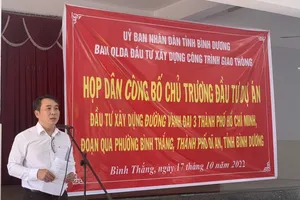 ỦY BAN NHÂN DÂN TỈNH BÌNH DƯƠNG
BAN QLDA ĐẦU TƯ XÂY DỰNG CÔNG TRÌNH GIAO THÔNG
HỌP DÂN CÔNG BỐ CHỦ TRƯƠNG ĐẦU TƯ DỰ ÁN
ĐẦU TƯ XÂY DỰNG ĐƯỜNG VÀNH ĐAI 3 THÀNH PHỐ HỒ CHÍ MINH,
ĐOẠN QUA PHƯỜNG BÌNH THẮNG, THÀNH PHỐ DĨ AN, TỈNH BÌNH DƯƠNG
Bình Thắng, ngày 17 tháng 10 năm 2022